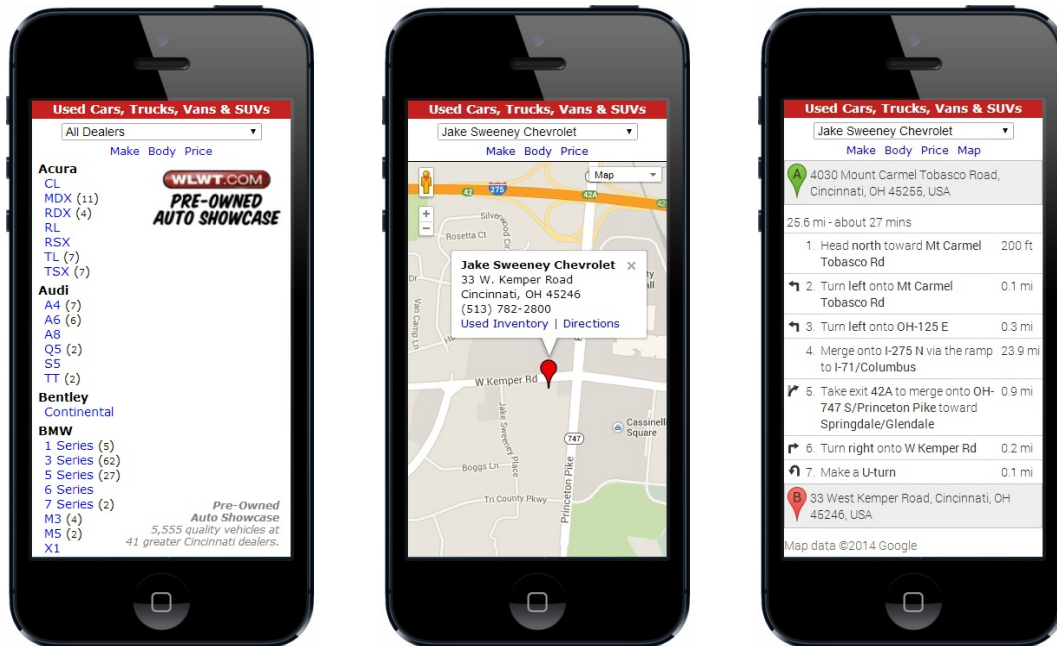 Used Cars, Trucks, Vans & SUVs
All Dealers
Make Body Price
Acura
CL
MDX (11)
RDX (4)
RL
RSX
TL (7)
TSX (7)
Audi
A4 (7)
A6 (6)
A8
Q5 (2)
S5
TT (2)
Bentley
Continental
BMW
1 Series (5)
3 Series (62)
5 Series (27)
6 Series
7 Series (2)
M3 (4)
M5 (2)
X1
WLWT.COM
PRE-OWNED
AUTO SHOWCASE
Pre-Owned
Auto Showcase
5,555 quality vehicles at
41 greater Cincinnati dealers.
Used Cars, Trucks, Vans & SUVs
Jake Sweeney Chevrolet
Make Body Price
Map
42
275
42A
42
+
−
Silverwood Cir
Rosetta Ct
Dr
Van Camp Ln
Jake Sweeney Chevrolet ×
33 W. Kemper Road
Cincinnati, OH 45246
(513) 782-2800
Used Inventory | Directions
W Kemper Rd
Jake Sweeney Place
Cassinelli
Square
747
Boggs Ln
Princeton Pike
Tri County Pkwy
Used Cars, Trucks, Vans & SUVs
Jake Sweeney Chevrolet
Make Body Price Map
A 4030 Mount Carmel Tobasco Road,
Cincinnati, OH 45255, USA
25.6 mi - about 27 mins
1. Head north toward Mt Carmel 200 ft
Tobasco Rd
2. Turn left onto Mt Carmel 0.1 mi
Tobasco Rd
3. Turn left onto OH-125 E 0.3 mi
4. Merge onto I-275 N via the ramp 23.9 mi
to I-71/Columbus
5. Take exit 42A to merge onto OH- 0.9 mi
747 S/Princeton Pike toward
Springdale/Glendale
6. Turn right onto W Kemper Rd 0.2 mi
7. Make a U-turn 0.1 mi
B 33 West Kemper Road, Cincinnati, OH
45246, USA
Map data ©2014 Google